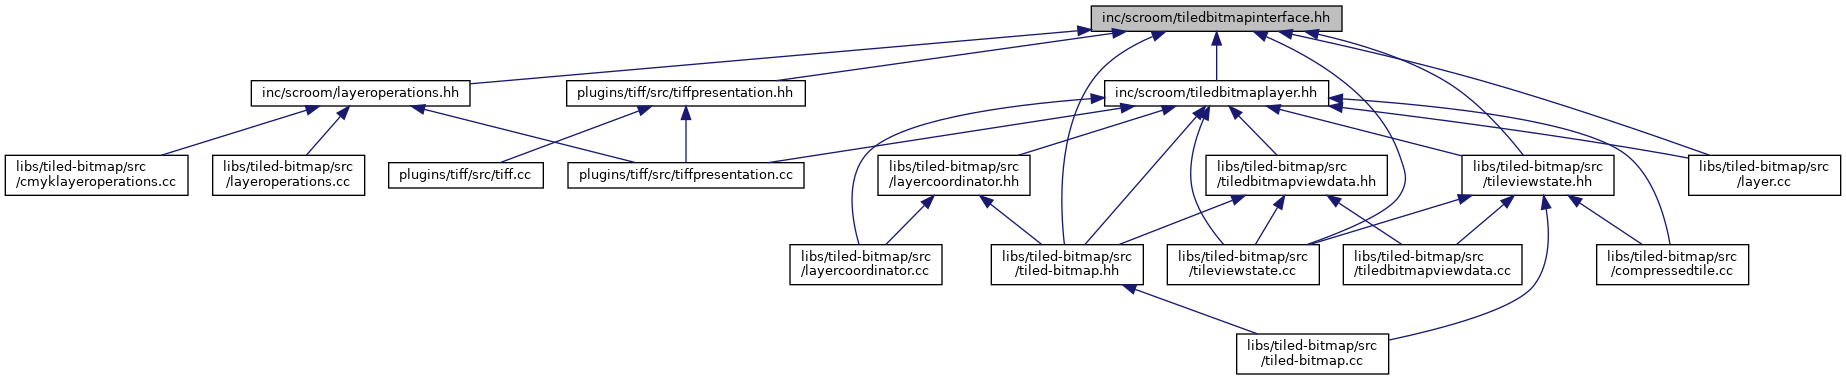 inc/scroom/tiledbitmapinterface.hh
inc/scroom/layeroperations.hh
plugins/tiff/src/tiffpresentation.hh
inc/scroom/tiledbitmaplayer.hh
libs/tiled-bitmap/src
/cmyklayeroperations.cc
libs/tiled-bitmap/src
/layeroperations.cc
plugins/tiff/src/tiff.cc
plugins/tiff/src/tiffpresentation.cc
libs/tiled-bitmap/src
/layercoordinator.hh
libs/tiled-bitmap/src
/tiledbitmapviewdata.hh
libs/tiled-bitmap/src
/tileviewstate.hh
libs/tiled-bitmap/src
/layer.cc
libs/tiled-bitmap/src
/layercoordinator.cc
libs/tiled-bitmap/src
/tiled-bitmap.hh
libs/tiled-bitmap/src
/tileviewstate.cc
libs/tiled-bitmap/src
/tiledbitmapviewdata.cc
libs/tiled-bitmap/src
/compressedtile.cc
libs/tiled-bitmap/src
/tiled-bitmap.cc